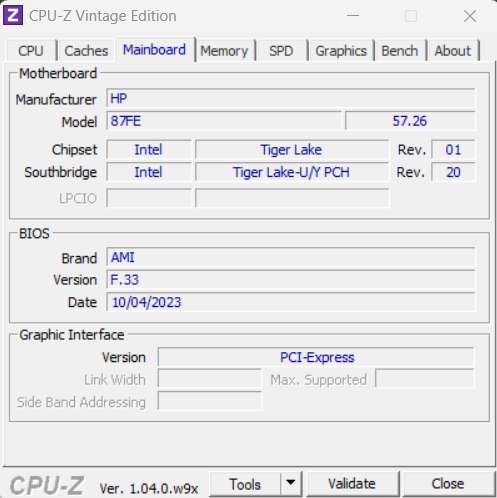 CPU-Z Vintage Edition
CPU Caches Mainboard Memory SPD Graphics Bench About
Motherboard
Manufacturer HP
Model 87FE 57.26
Chipset Intel Tiger Lake Rev. 01
Southbridge Intel Tiger Lake-U/Y PCH Rev. 20
LPCIO
BIOS
Brand AMI
Version F.33
Date 10/04/2023
Graphic Interface
Version PCI-Express
Link Width Max. Supported
Side Band Addressing
CPU-Z Ver. 1.04.0.w9x Tools Validate Close